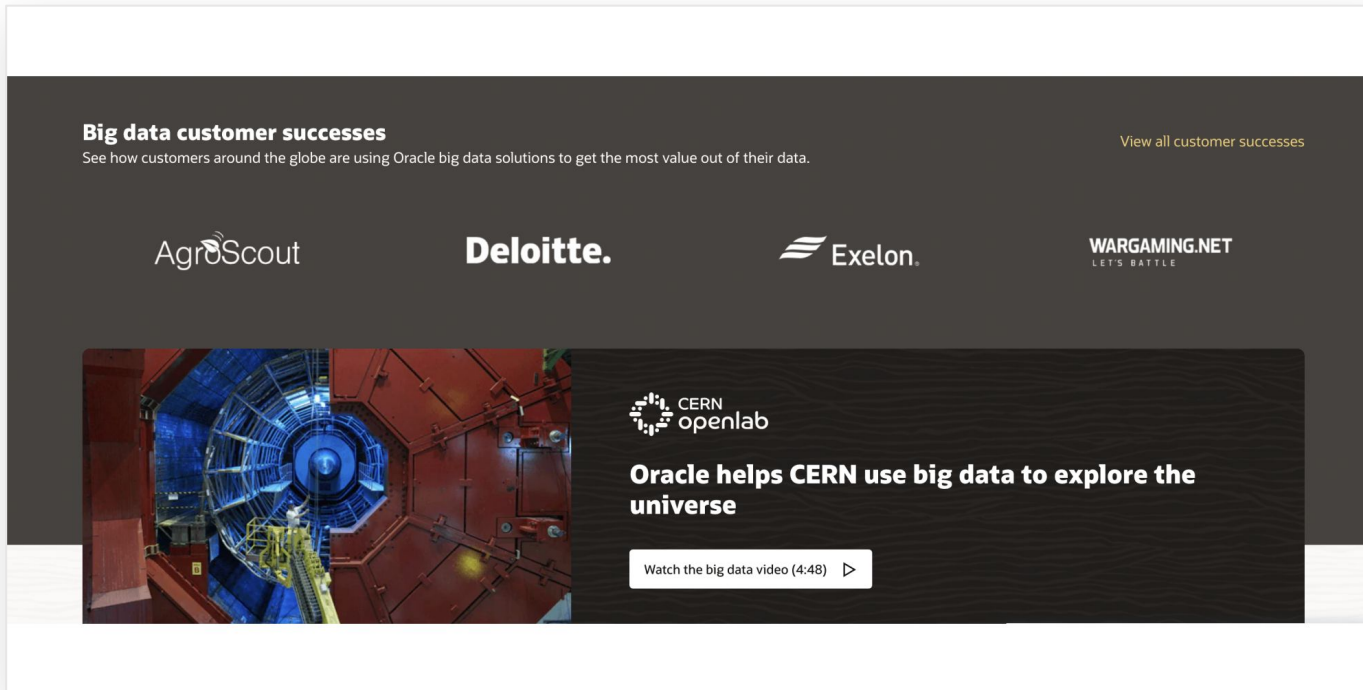 Big data customer successes
See how customers around the globe are using Oracle big data solutions to get the most value out of their data.
View all customer successes
AgroScout
Deloitte.
Exelon.
WARGAMING.NET
LET'S BATTLE
CERN
openlab
Oracle helps CERN use big data to explore the
universe
Watch the big data video (4:48)